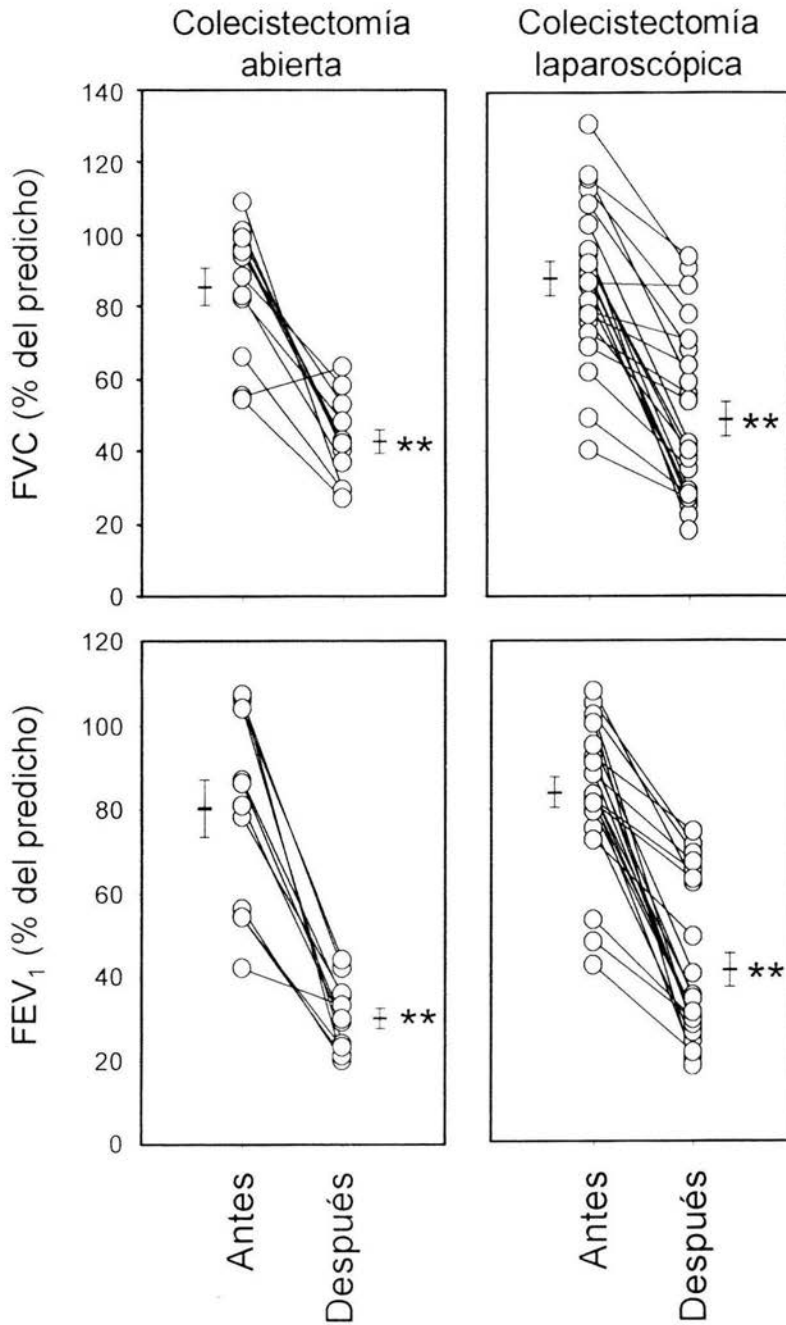 Colecistectomía
abierta
Colecistectomía
laparoscópica
FVC (% del predicho)
140
120
100
80
60
40
20
0
**
**
FEV₁ (% del predicho)
120
100
80
60
40
20
0
**
**
Antes
Después
Antes
Después